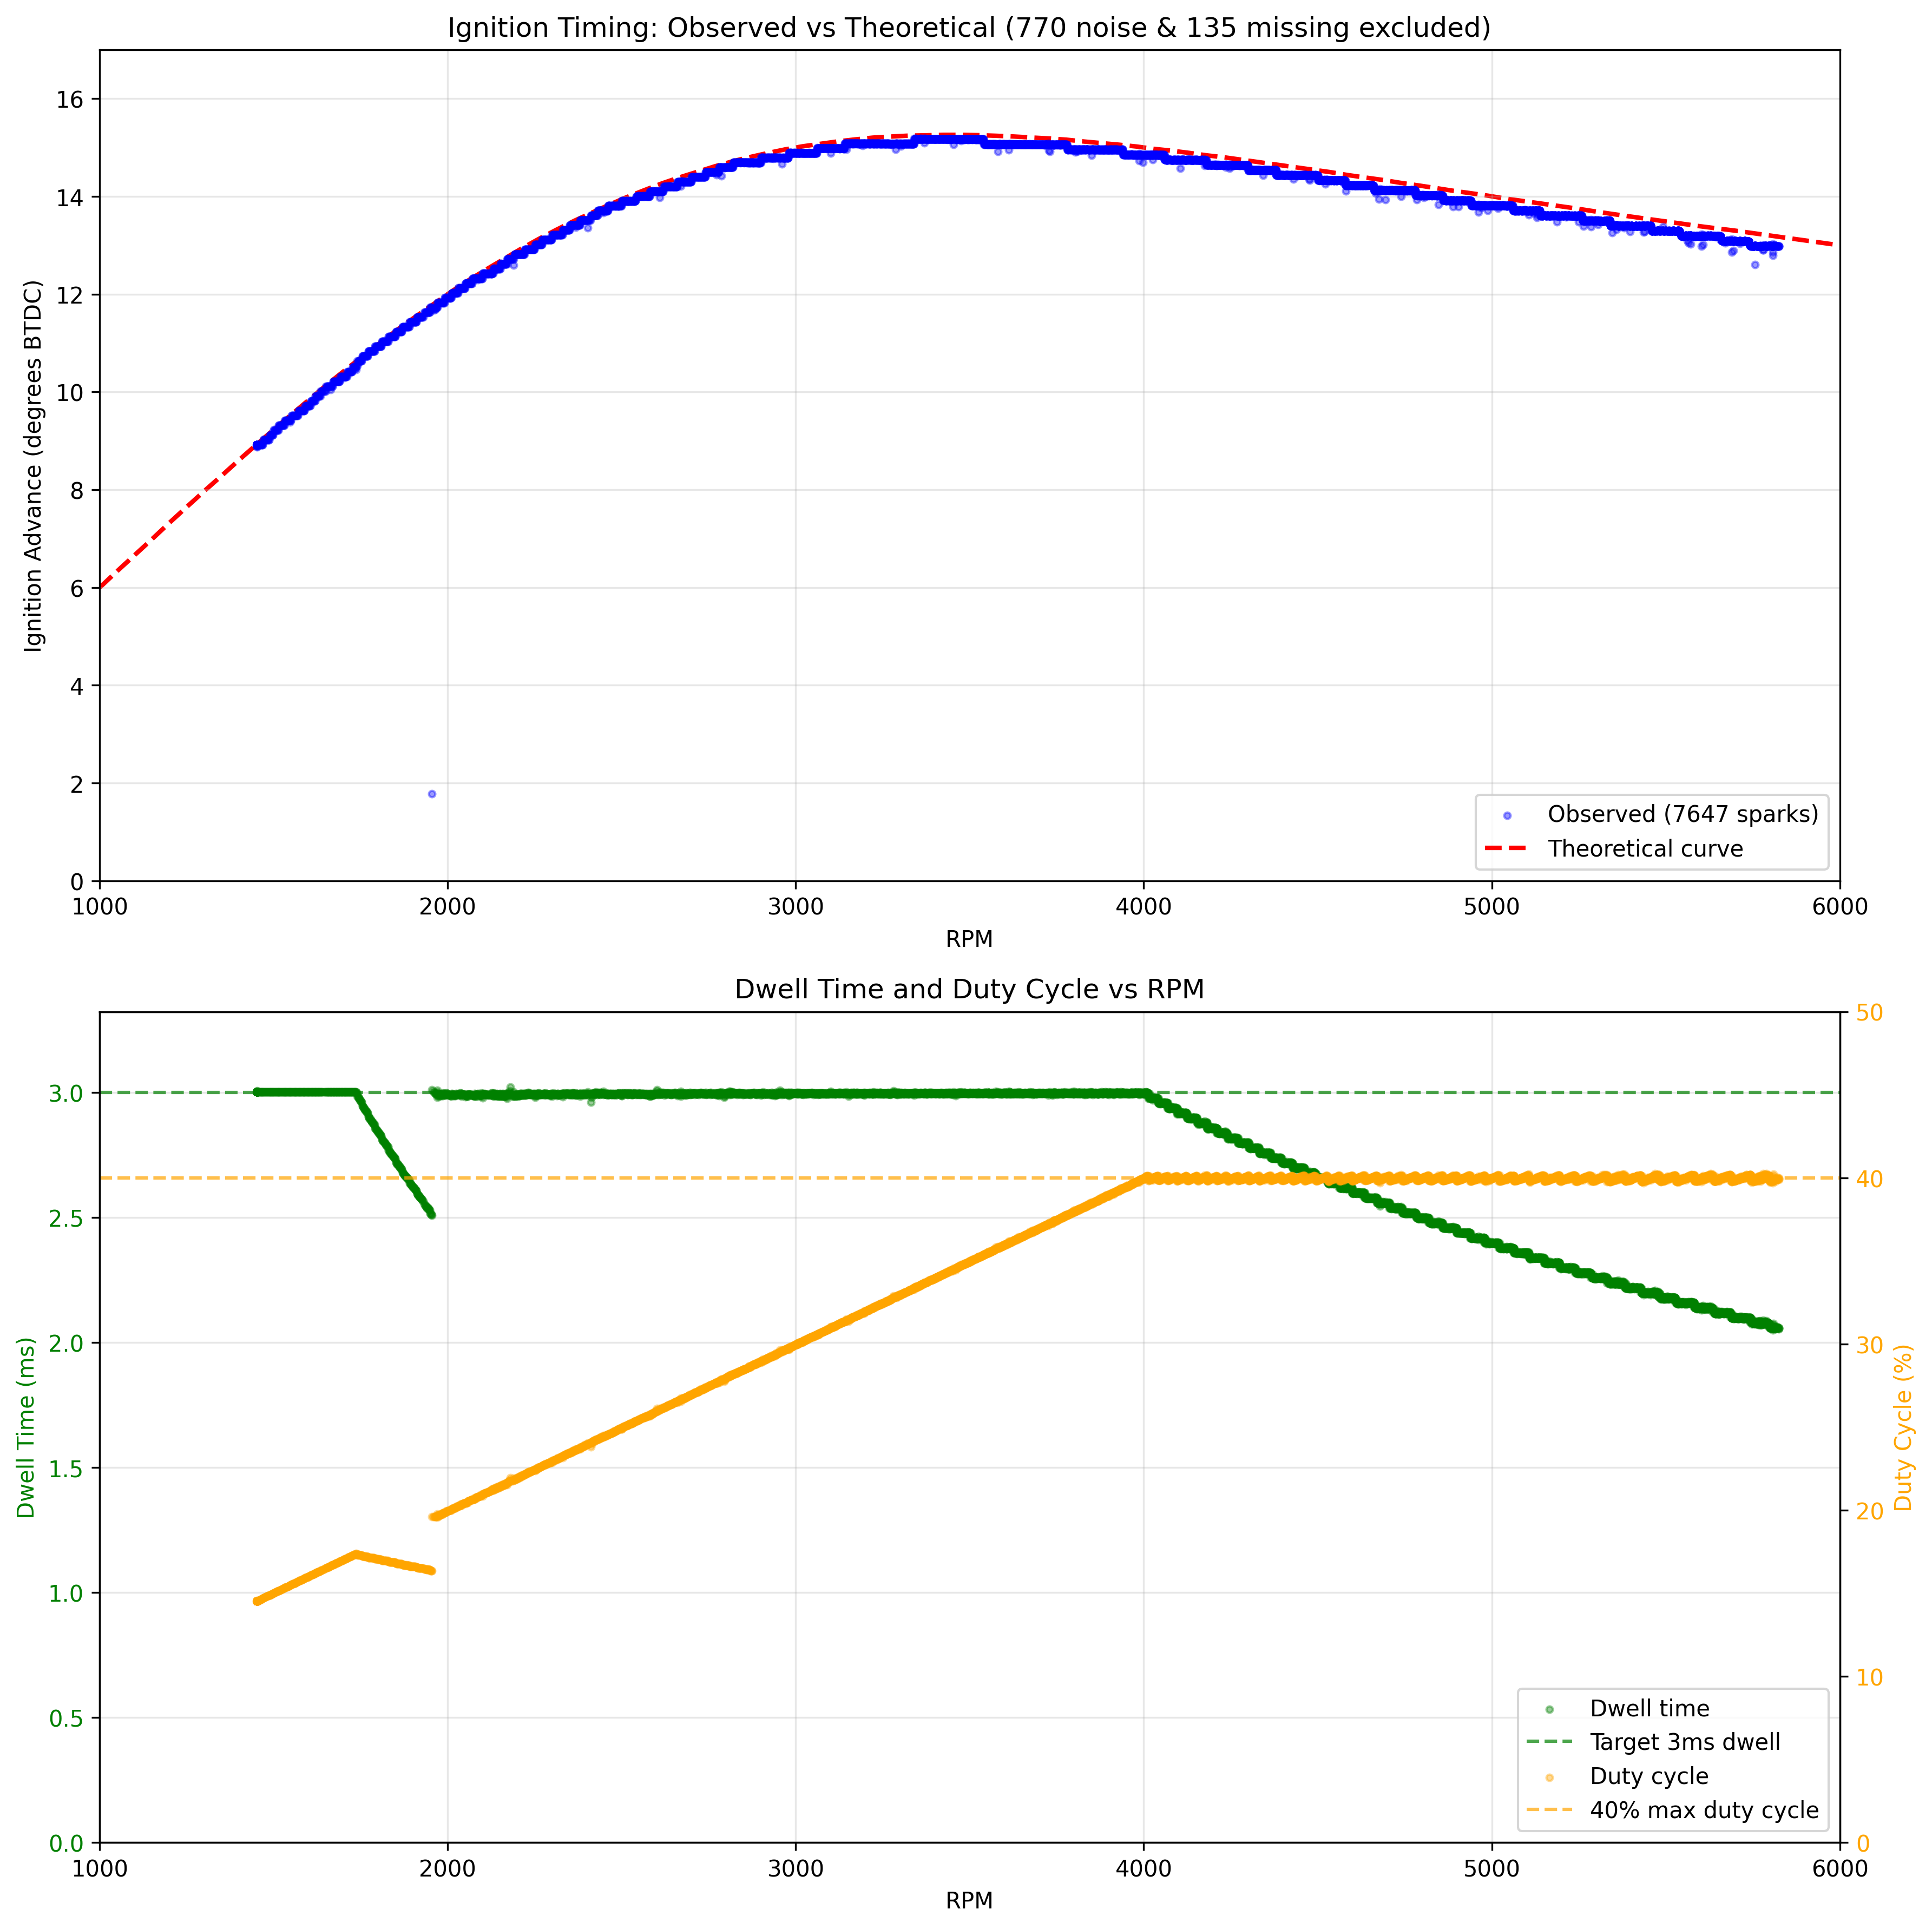 Ignition Timing: Observed vs Theoretical (770 noise & 135 missing excluded)
16
14
12
10
8
6
4
2
0
Ignition Advance (degrees BTDC)
Observed (7647 sparks)
Theoretical curve
1000 2000 3000 4000 5000 6000
RPM
Dwell Time and Duty Cycle vs RPM
3.0
2.5
2.0
1.5
1.0
0.5
0.0
Dwell Time (ms)
50
40
30
20
10
0
Duty Cycle (%)
Dwell time
Target 3ms dwell
Duty cycle
40% max duty cycle
1000 2000 3000 4000 5000 6000
RPM